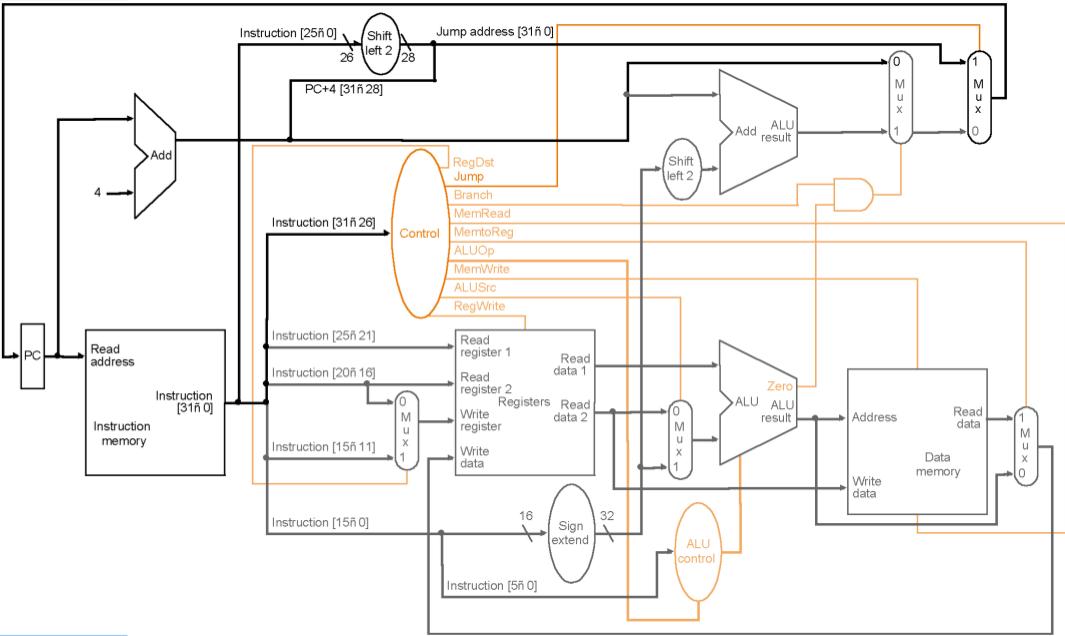 Instruction [25ñ 0]
Shift
left 2
Jump address [31ñ 0]
26
28
PC+4 [31ñ 28]
0
M
u
x
1
1
M
u
x
0
Add
Add
ALU
result
4
Shift
left 2
RegDst
Jump
Branch
MemRead
MemtoReg
ALUOp
MemWrite
ALUSrc
RegWrite
Instruction [31ñ 26]
Control
PC
Read
address
Instruction
[31ñ 0]
Instruction
memory
Instruction [25ñ 21]
Instruction [20ñ 16]
Instruction [15ñ 11]
0
M
u
x
1
Read
register 1
Read
register 2
Write
register
Write
data
Registers
Read
data 1
Read
data 2
0
M
u
x
1
Zero
ALU
ALU
result
Address
Write
data
Read
data
Data
memory
1
M
u
x
0
Instruction [15ñ 0]
16
Sign
extend
32
ALU
control
Instruction [5ñ 0]